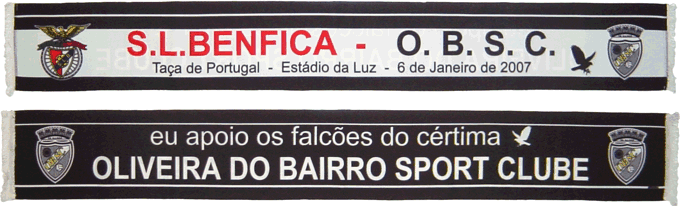 S.L.BENFICA - O. B. S. C.
Taça de Portugal - Estádio da Luz - 6 de Janeiro de 2007
eu apoio os falcões do cértima
OLIVEIRA DO BAIRRO SPORT CLUBE